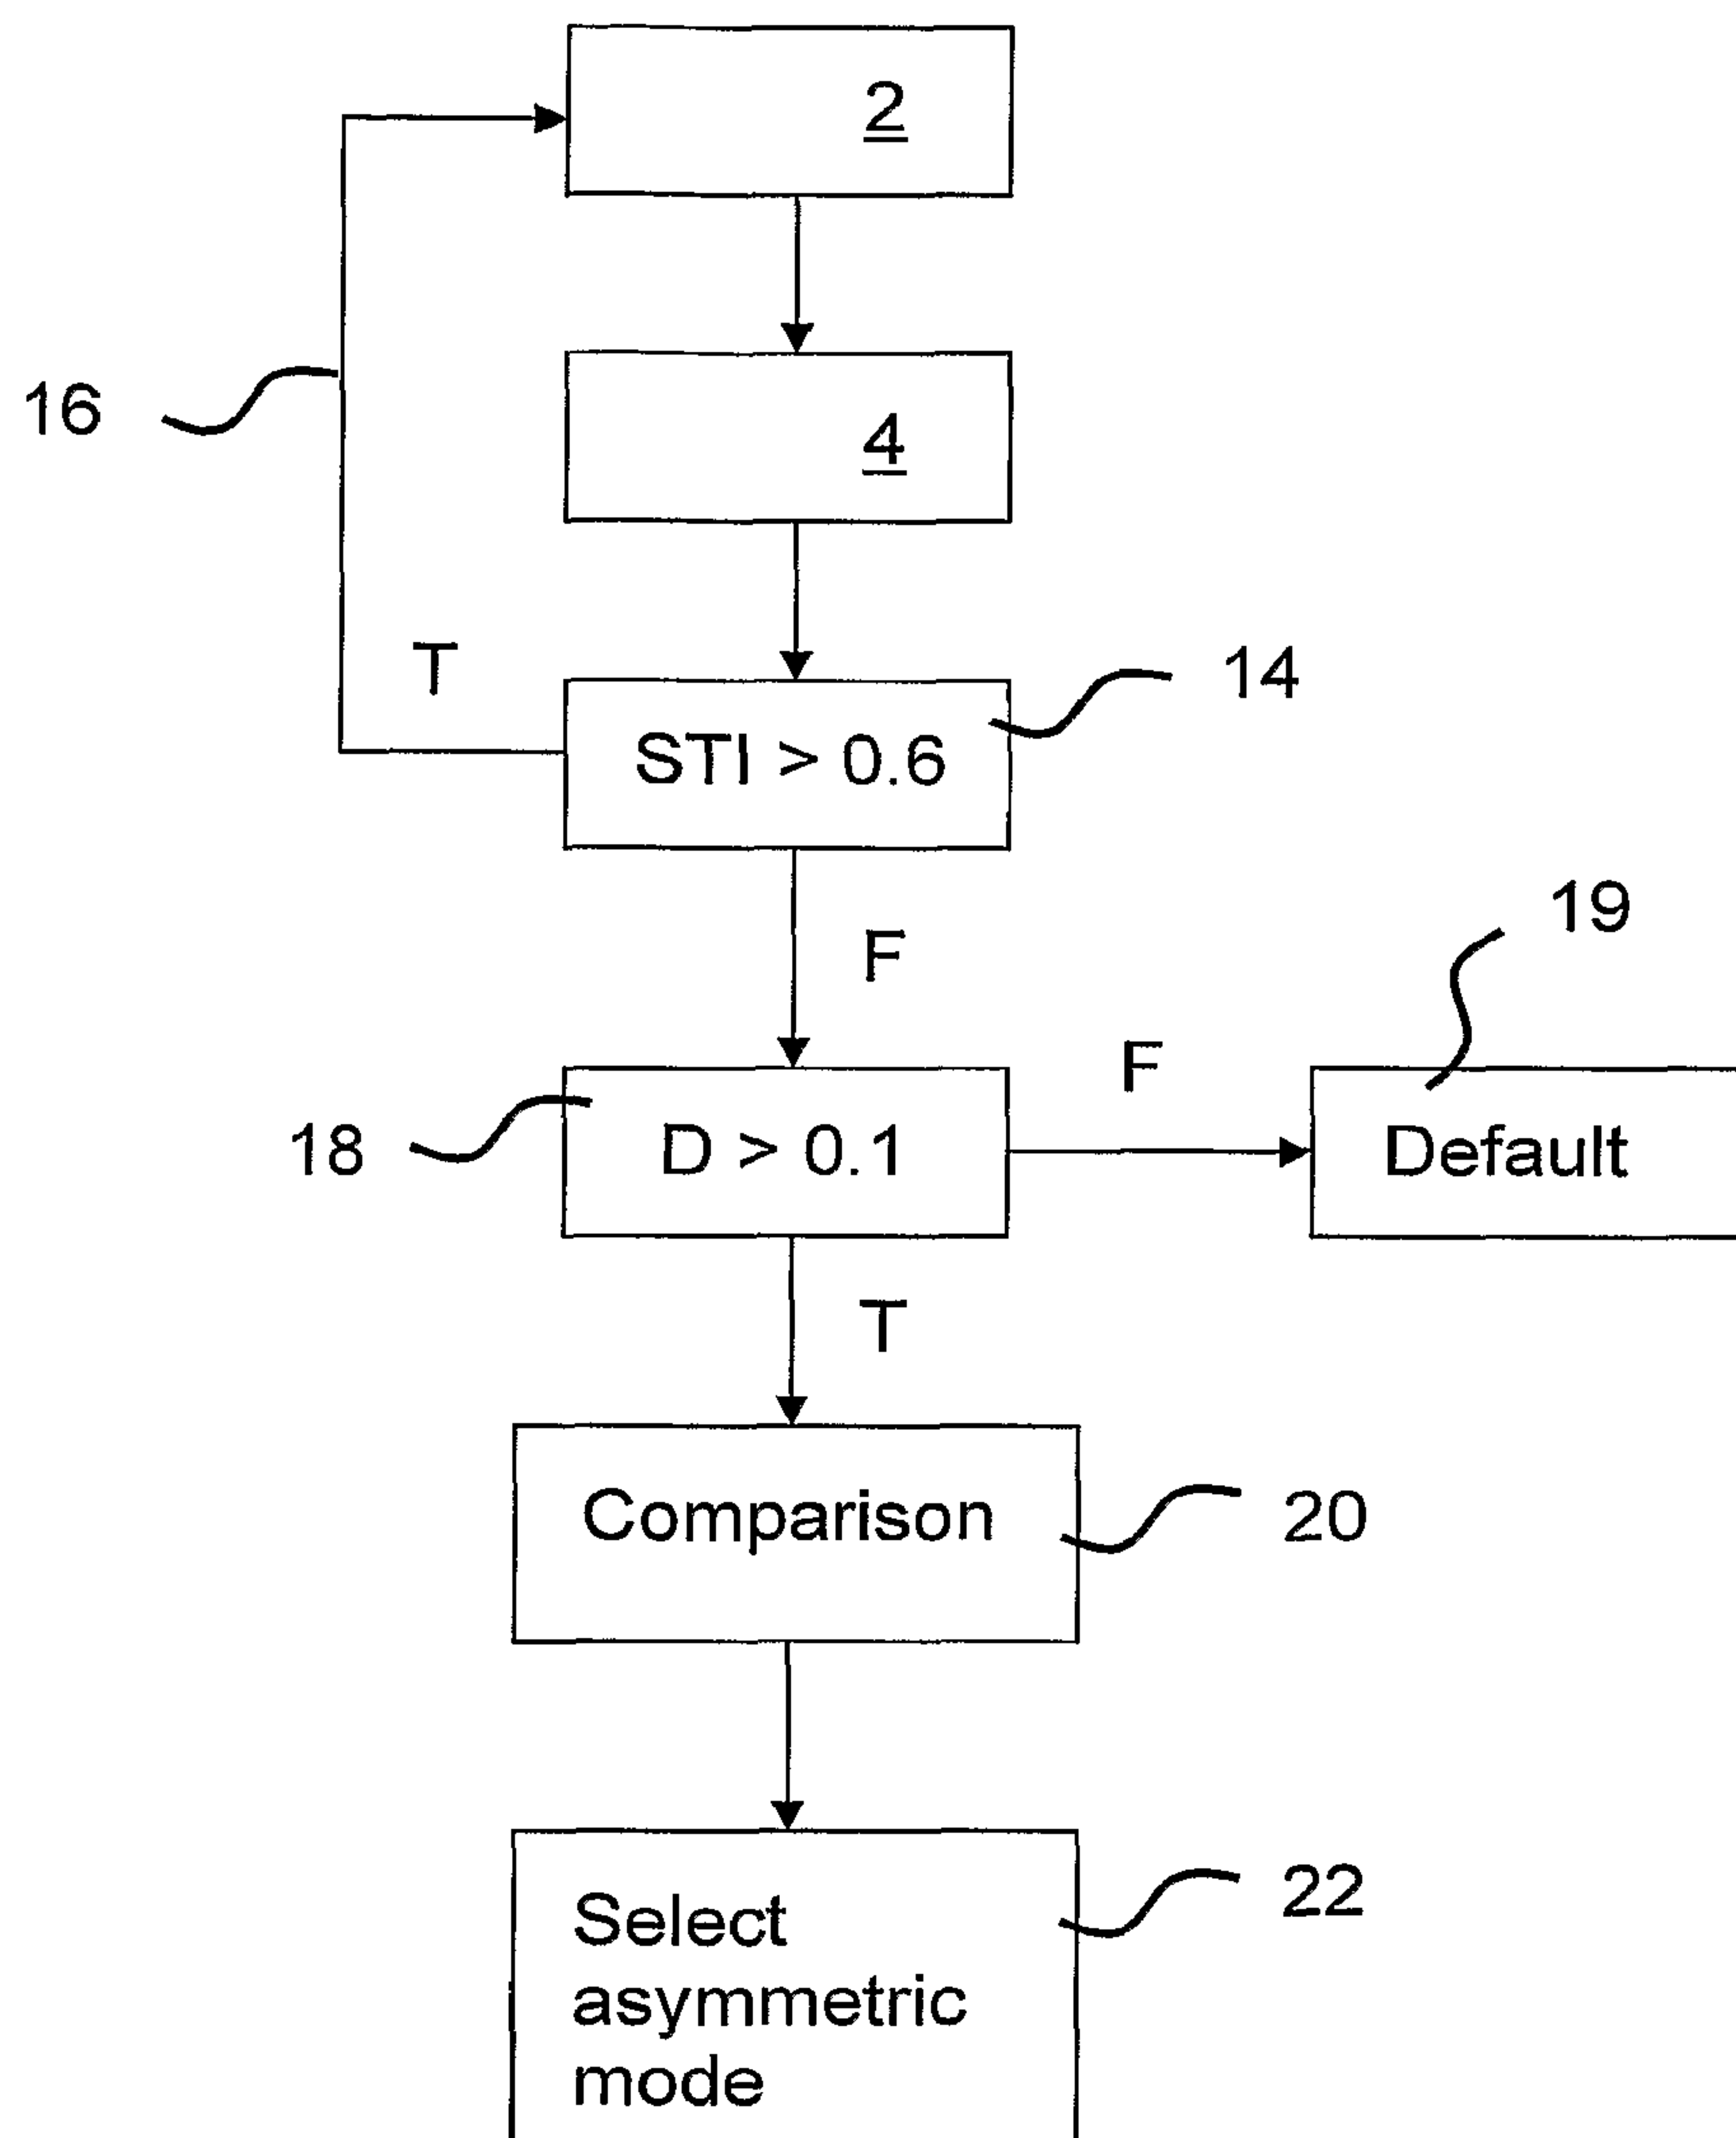 2
16
4
T
14
STI > 0.6
F
19
F
18
D > 0.1
Default
T
Comparison
20
22
Select
asymmetric
mode